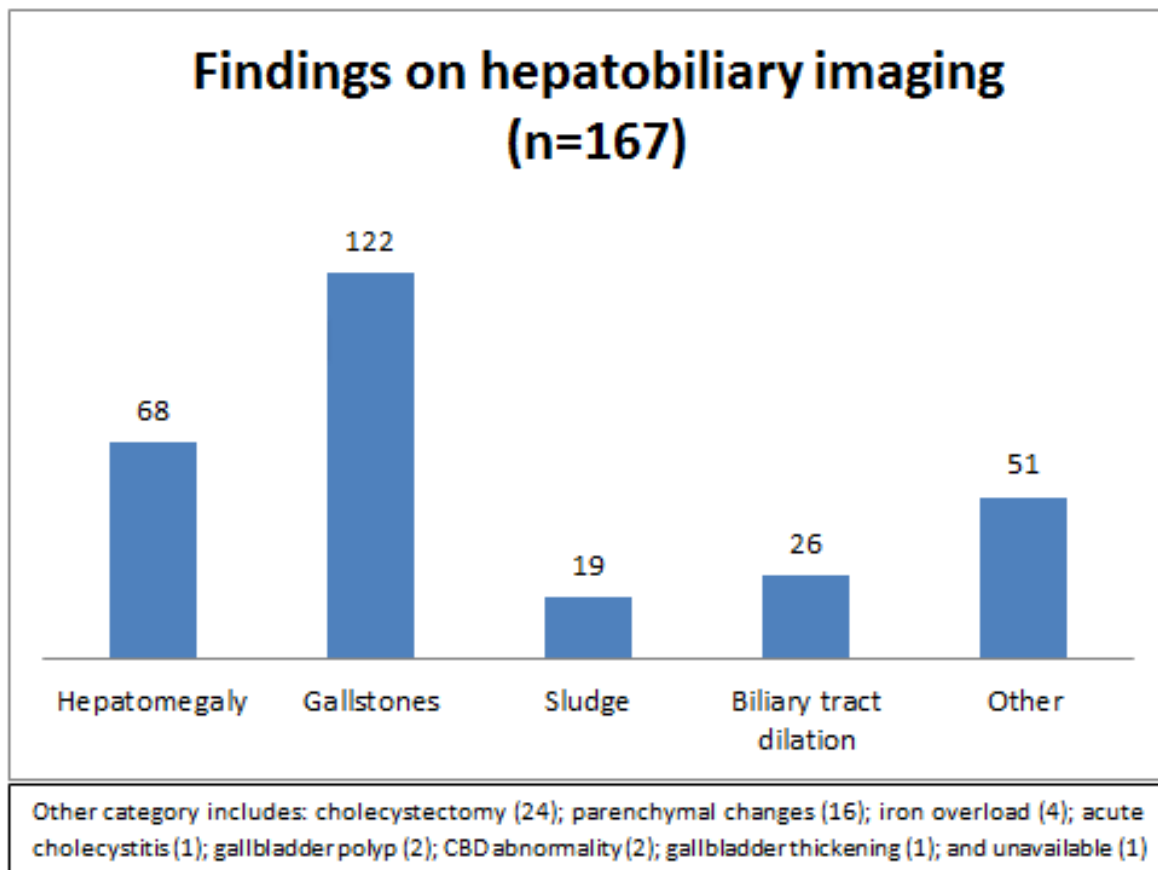 Findings on hepatobiliary imaging
(n=167)
122
68
51
26
19
Hepatomegaly Gallstones Sludge Biliary tract dilation Other
Other category includes: cholecystectomy (24); parenchymal changes (16); iron overload (4); acute
cholecystitis (1); gallbladder polyp (2); CBD abnormality (2); gallbladder thickening (1); and unavailable (1)